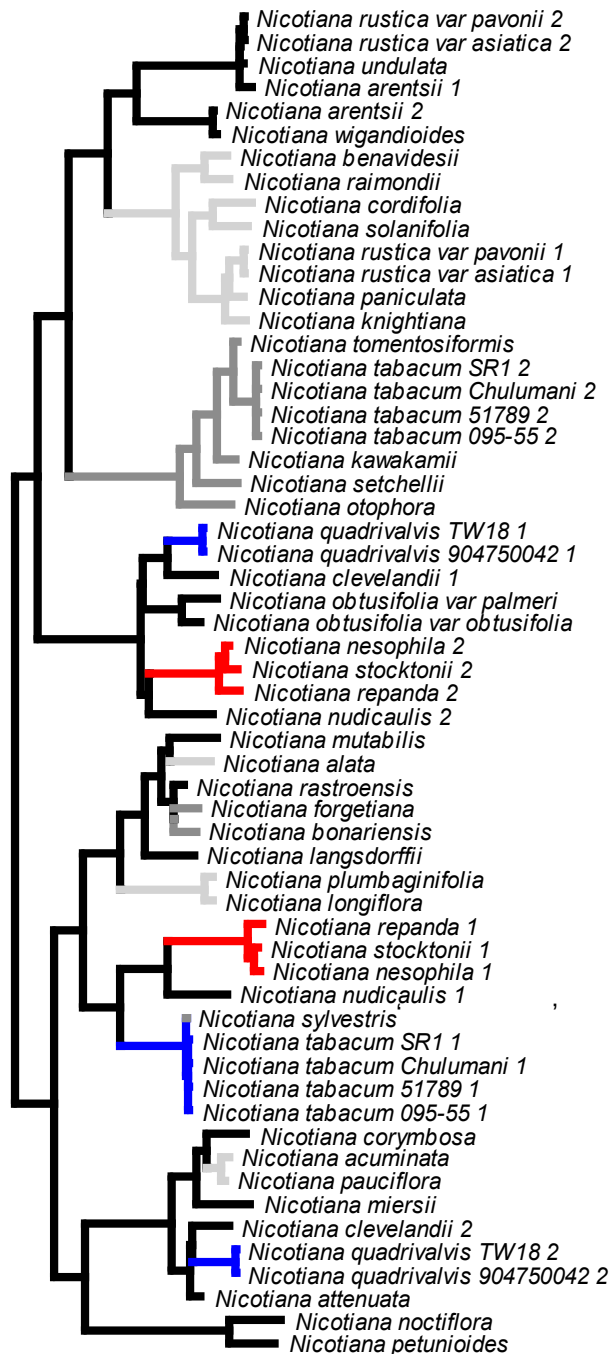 Nicotiana rustica var pavonii 2
Nicotiana rustica var asiatica 2
Nicotiana undulata
Nicotiana arentsii 1
Nicotiana arentsii 2
Nicotiana wigandioides
Nicotiana benavidesii
Nicotiana raimondii
Nicotiana cordifolia
Nicotiana solanifolia
Nicotiana rustica var pavonii 1
Nicotiana rustica var asiatica 1
Nicotiana paniculata
Nicotiana knightiana
Nicotiana tomentosiformis
Nicotiana tabacum SR1 2
Nicotiana tabacum Chulumani 2
Nicotiana tabacum 51789 2
Nicotiana tabacum 095-55 2
Nicotiana kawakamii
Nicotiana setchellii
Nicotiana otophora
Nicotiana quadrivalvis TW18 1
Nicotiana quadrivalvis 904750042 1
Nicotiana clevelandii 1
Nicotiana obtusifolia var palmeri
Nicotiana obtusifolia var obtusifolia
Nicotiana nesophila 2
Nicotiana stocktonii 2
Nicotiana repanda 2
Nicotiana nudicaulis 2
Nicotiana mutabilis
Nicotiana alata
Nicotiana rastroensis
Nicotiana forgetiana
Nicotiana bonariensis
Nicotiana langsdorffii
Nicotiana plumbaginifolia
Nicotiana longiflora
Nicotiana repanda 1
Nicotiana stocktonii 1
Nicotiana nesophila 1
Nicotiana nudicaulis 1
Nicotiana sylvestris
Nicotiana tabacum SR1 1
Nicotiana tabacum Chulumani 1
Nicotiana tabacum 51789 1
Nicotiana tabacum 095-55 1
Nicotiana corymbosa
Nicotiana acuminata
Nicotiana pauciflora
Nicotiana miersii
Nicotiana clevelandii 2
Nicotiana quadrivalvis TW18 2
Nicotiana quadrivalvis 904750042 2
Nicotiana attenuata
Nicotiana noctiflora
Nicotiana petunioides